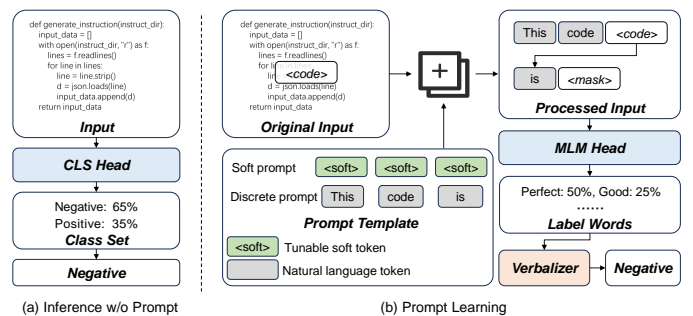 def generate_instruction(instruct_dir):
input_data = []
with open(instruct_dir, "r") as f:
lines = f.readlines()
for line in lines:
line = line.strip()
d = json.loads(line)
input_data.append(d)
return input_data
Input
CLS Head
Negative: 65%
Positive: 35%
Class Set
Negative
(a) Inference w/o Prompt
def generate_instruction(instruct_dir):
input_data = []
with open(instruct_dir, "r") as f:
lines = f.readlines()
<code>
d = json.loads(line)
input_data.append(d)
return input_data
Original Input
+
Soft prompt <soft> <soft> <soft>
Discrete prompt This code is
Prompt Template
<soft> Tunable soft token
Natural language token
This code <code>
is <mask>
Processed Input
MLM Head
Perfect: 50%, Good: 25%
......
Label Words
Verbalizer
Negative
(b) Prompt Learning